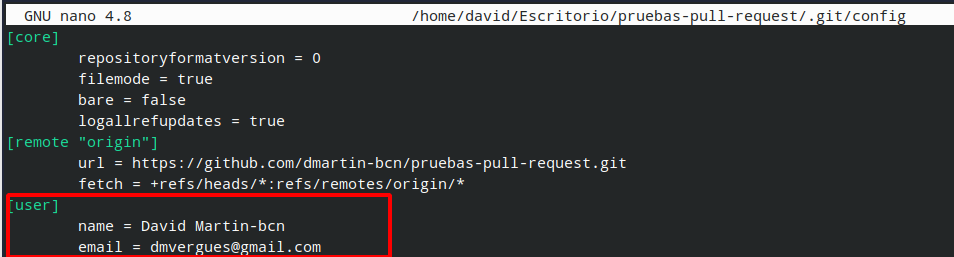 GNU nano 4.8 /home/david/Escritorio/pruebas-pull-request/.git/config
[core]
repositoryformatversion = 0
filemode = true
bare = false
logallrefupdates = true
[remote "origin"]
url = https://github.com/dmartin-bcn/pruebas-pull-request.git
fetch = +refs/heads/*:refs/remotes/origin/*
[user]
name = David Martin-bcn
email = dmvergues@gmail.com